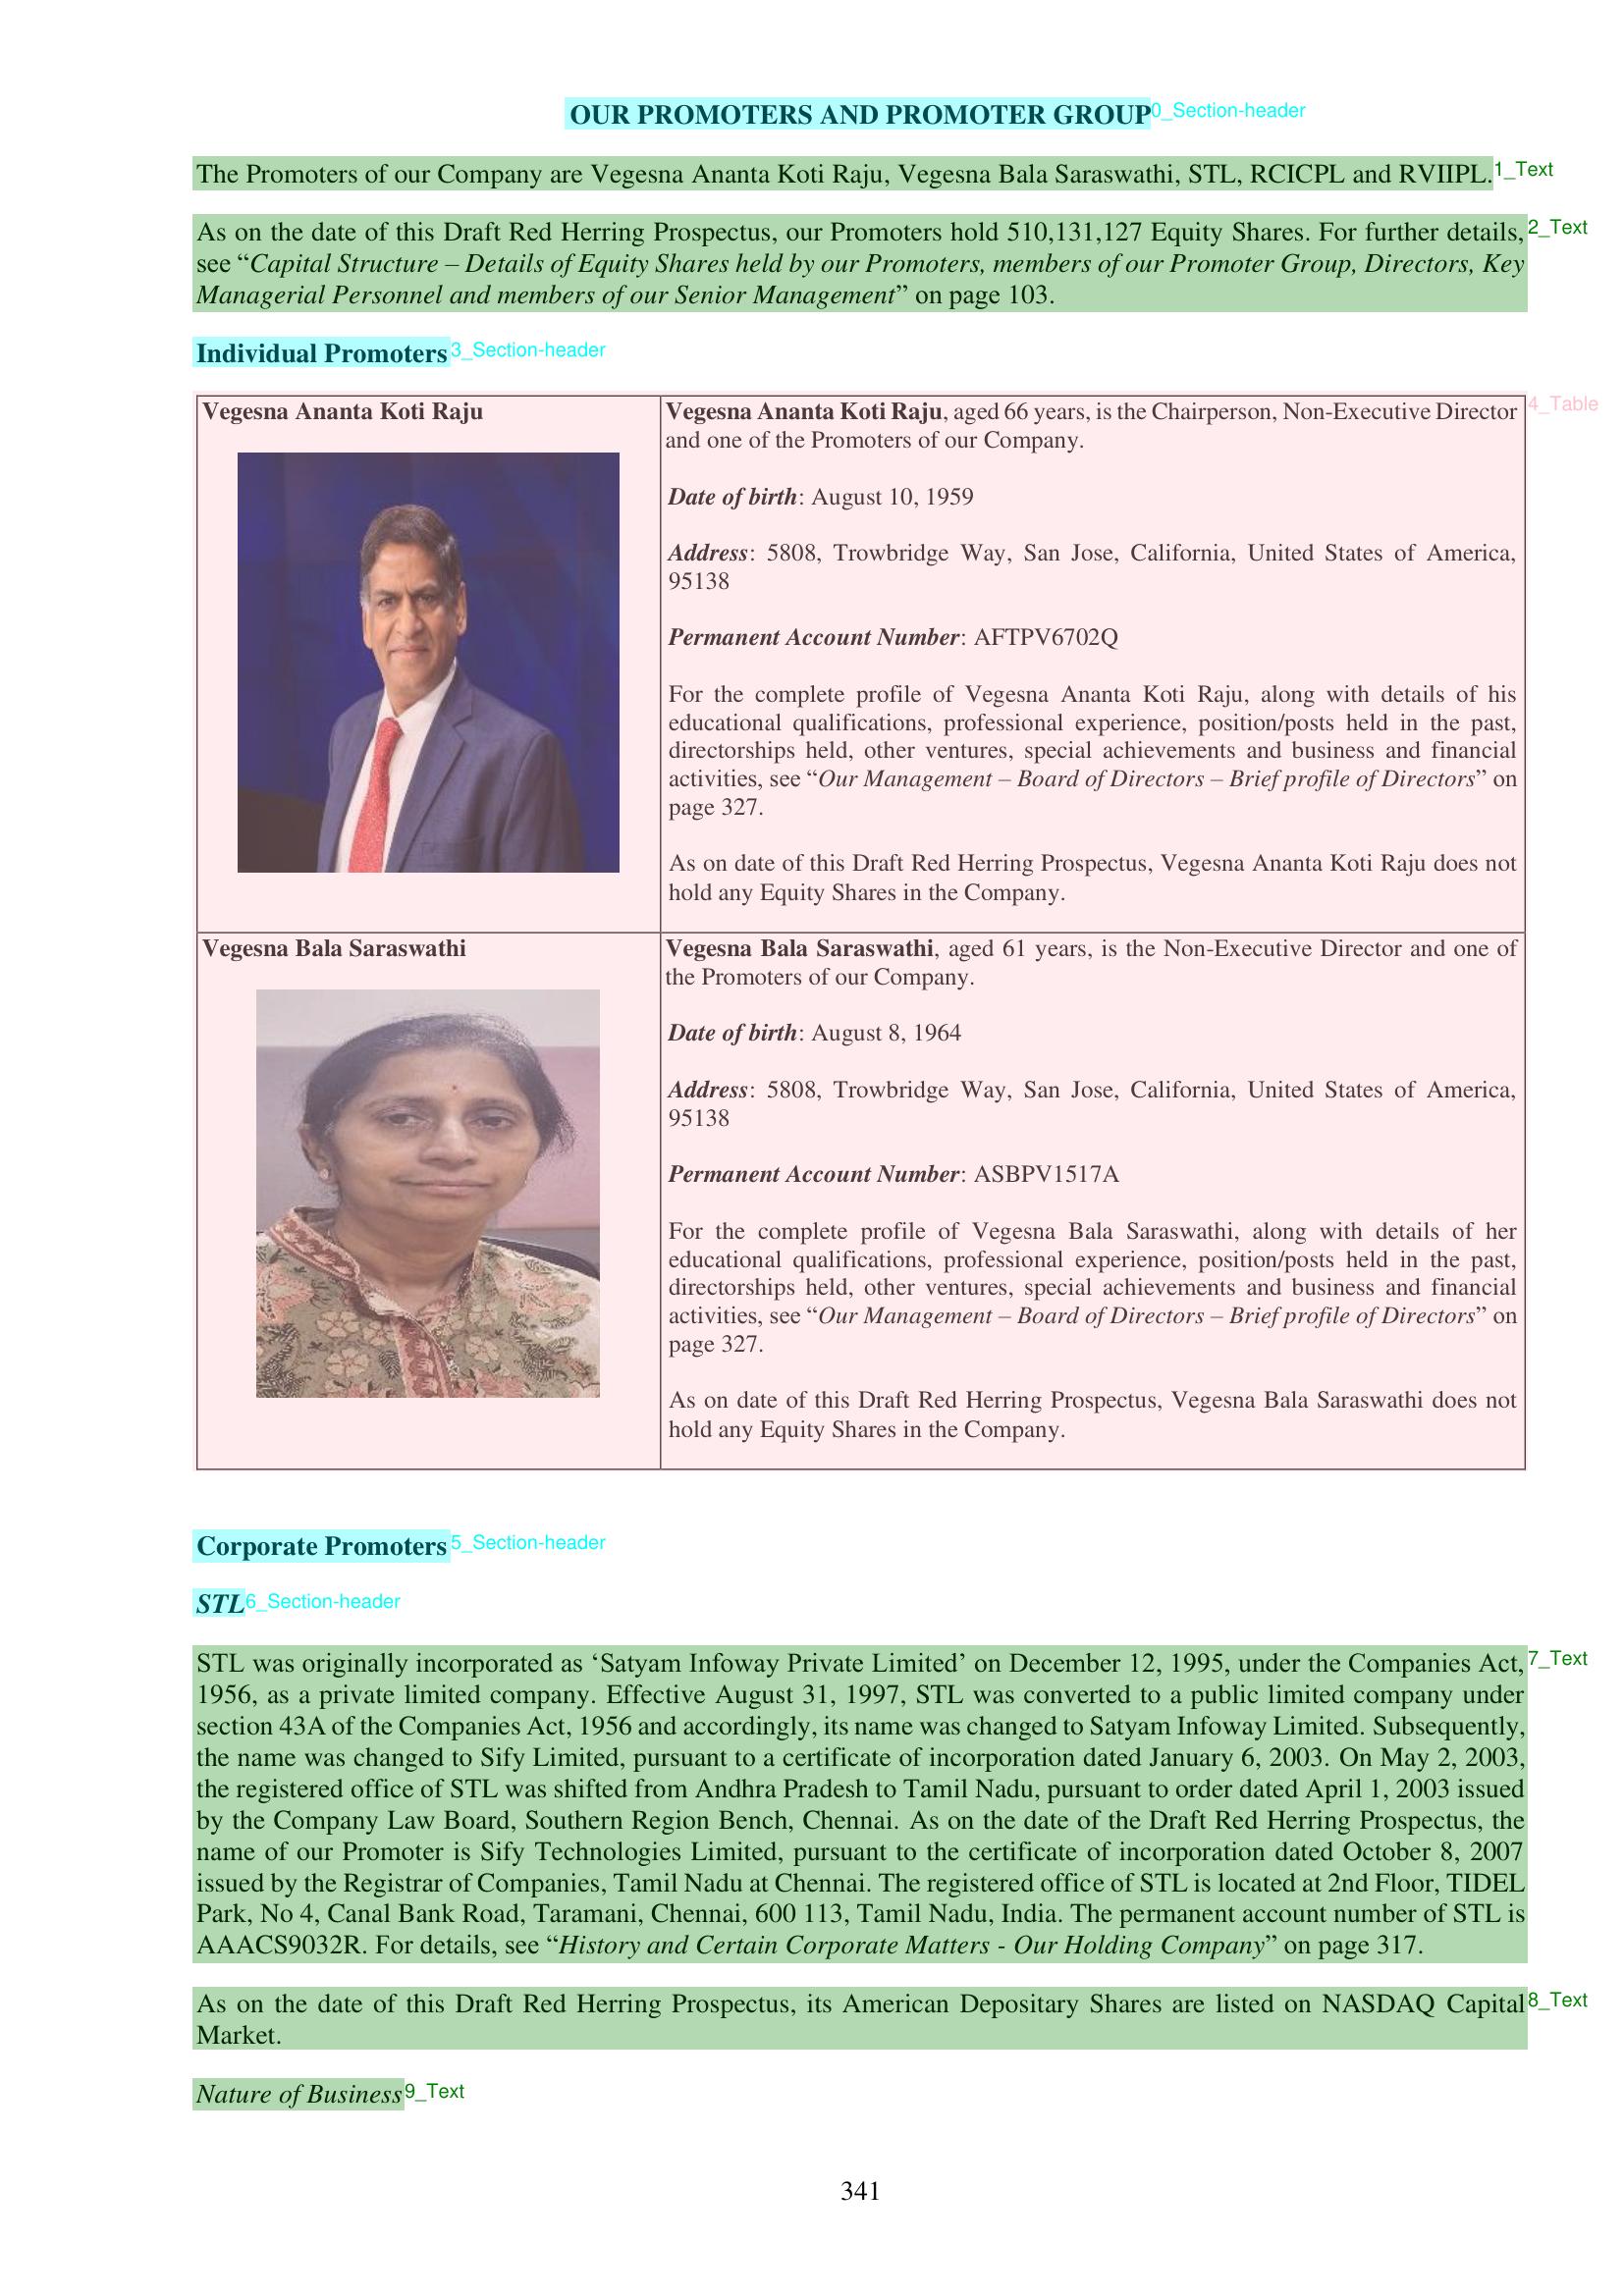 OUR PROMOTERS AND PROMOTER GROUP
0_Section-header
The Promoters of our Company are Vegesna Ananta Koti Raju, Vegesna Bala Saraswathi, STL, RCICPL and RVIIPL.
1_Text
As on the date of this Draft Red Herring Prospectus, our Promoters hold 510,131,127 Equity Shares. For further details,
2_Text
see “Capital Structure – Details of Equity Shares held by our Promoters, members of our Promoter Group, Directors, Key
Managerial Personnel and members of our Senior Management” on page 103.
Individual Promoters
3_Section-header
4_Table
Vegesna Ananta Koti Raju
Vegesna Ananta Koti Raju, aged 66 years, is the Chairperson, Non-Executive Director
and one of the Promoters of our Company.
Date of birth: August 10, 1959
Address: 5808, Trowbridge Way, San Jose, California, United States of America,
95138
Permanent Account Number: AFTPV6702Q
For the complete profile of Vegesna Ananta Koti Raju, along with details of his
educational qualifications, professional experience, position/posts held in the past,
directorships held, other ventures, special achievements and business and financial
activities, see “Our Management – Board of Directors – Brief profile of Directors” on
page 327.
As on date of this Draft Red Herring Prospectus, Vegesna Ananta Koti Raju does not
hold any Equity Shares in the Company.
Vegesna Bala Saraswathi
Vegesna Bala Saraswathi, aged 61 years, is the Non-Executive Director and one of
the Promoters of our Company.
Date of birth: August 8, 1964
Address: 5808, Trowbridge Way, San Jose, California, United States of America,
95138
Permanent Account Number: ASBPV1517A
For the complete profile of Vegesna Bala Saraswathi, along with details of her
educational qualifications, professional experience, position/posts held in the past,
directorships held, other ventures, special achievements and business and financial
activities, see “Our Management – Board of Directors – Brief profile of Directors” on
page 327.
As on date of this Draft Red Herring Prospectus, Vegesna Bala Saraswathi does not
hold any Equity Shares in the Company.
Corporate Promoters
5_Section-header
STL
6_Section-header
STL was originally incorporated as ‘Satyam Infoway Private Limited’ on December 12, 1995, under the Companies Act,
7_Text
1956, as a private limited company. Effective August 31, 1997, STL was converted to a public limited company under
section 43A of the Companies Act, 1956 and accordingly, its name was changed to Satyam Infoway Limited. Subsequently,
the name was changed to Sify Limited, pursuant to a certificate of incorporation dated January 6, 2003. On May 2, 2003,
the registered office of STL was shifted from Andhra Pradesh to Tamil Nadu, pursuant to order dated April 1, 2003 issued
by the Company Law Board, Southern Region Bench, Chennai. As on the date of the Draft Red Herring Prospectus, the
name of our Promoter is Sify Technologies Limited, pursuant to the certificate of incorporation dated October 8, 2007
issued by the Registrar of Companies, Tamil Nadu at Chennai. The registered office of STL is located at 2nd Floor, TIDEL
Park, No 4, Canal Bank Road, Taramani, Chennai, 600 113, Tamil Nadu, India. The permanent account number of STL is
AAACS9032R. For details, see “History and Certain Corporate Matters - Our Holding Company” on page 317.
As on the date of this Draft Red Herring Prospectus, its American Depositary Shares are listed on NASDAQ Capital
8_Text
Market.
Nature of Business
9_Text
341